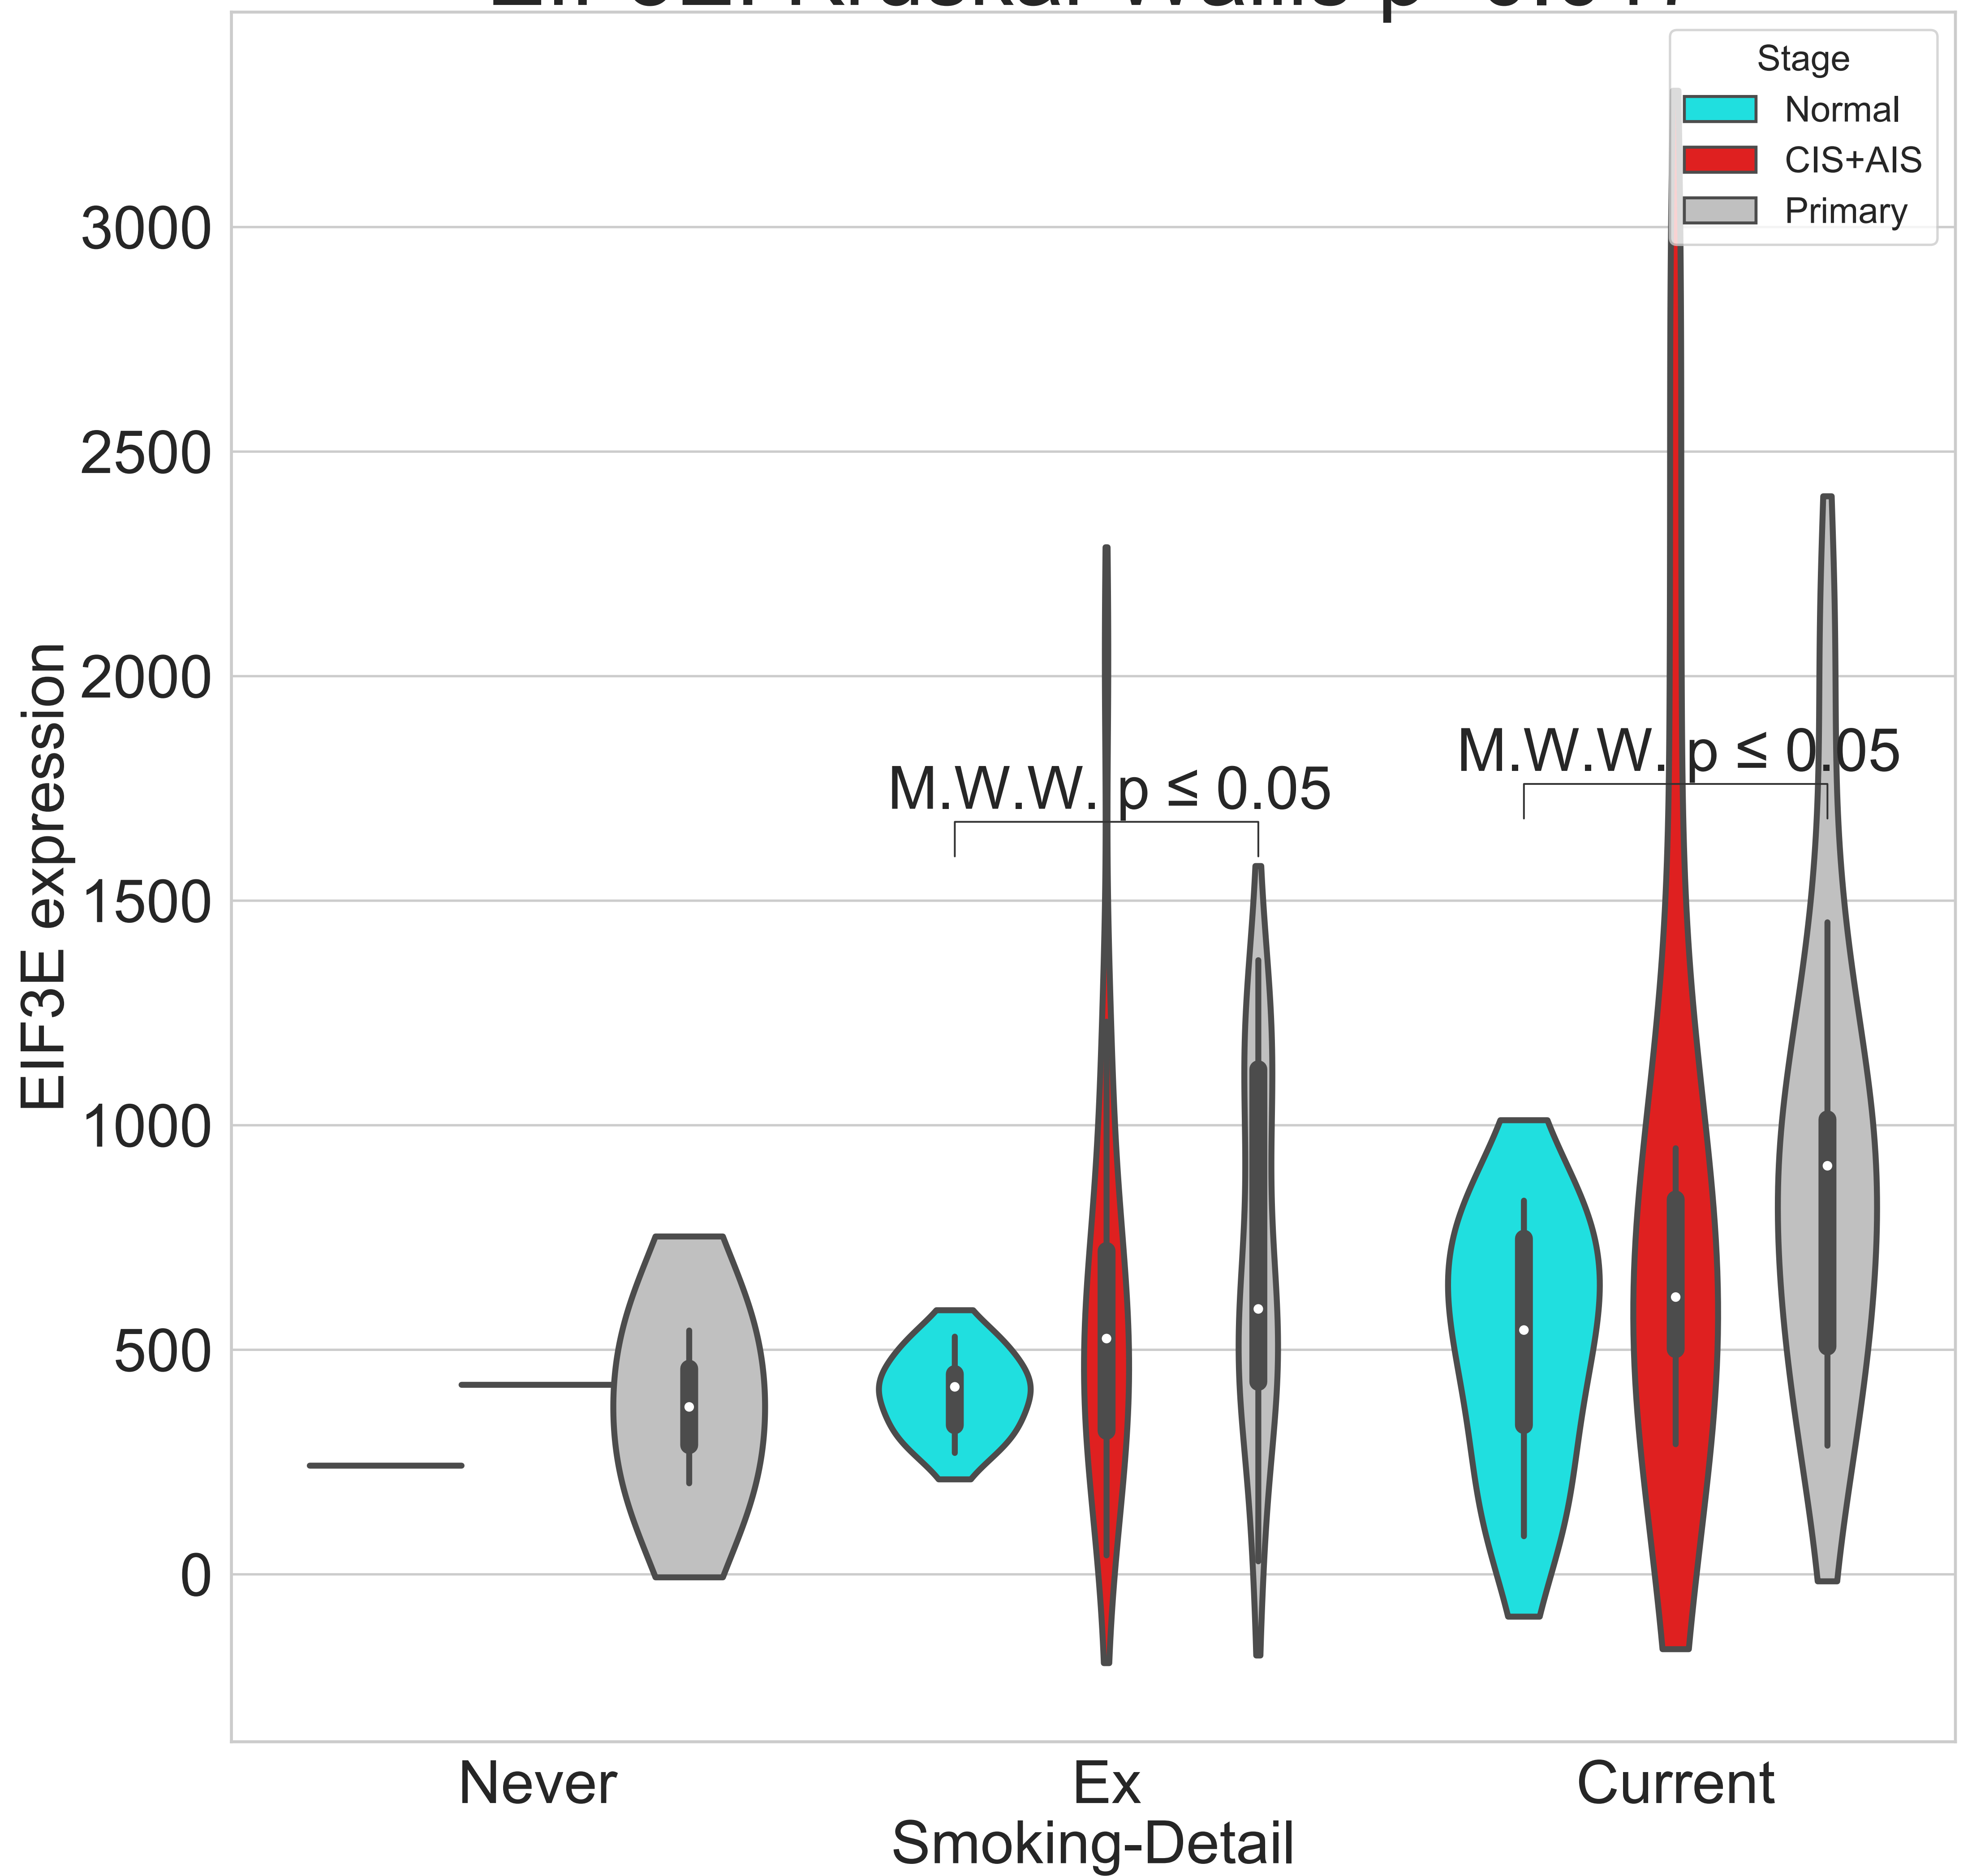 Stage
Normal
CIS+AIS
Primary
3000
2500
2000
1500
1000
500
0
EIF3E expression
M.W.W. p ≤ 0.05
M.W.W. p ≤ 0.05
Never
Ex
Current
Smoking-Detail